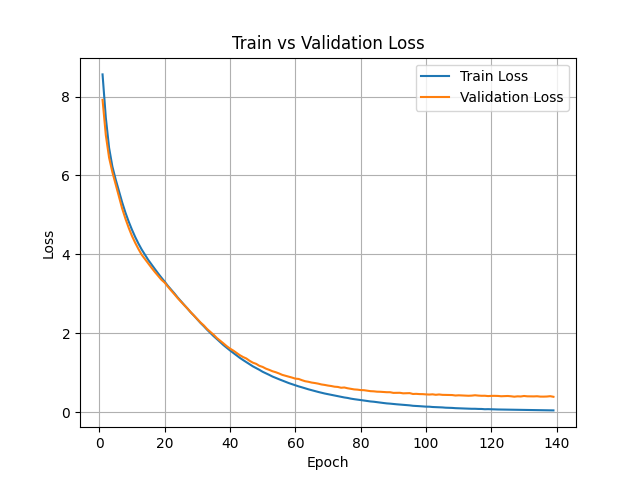 Train vs Validation Loss
Train Loss
Validation Loss
8
6
4
2
0
Loss
0 20 40 60 80 100 120 140
Epoch